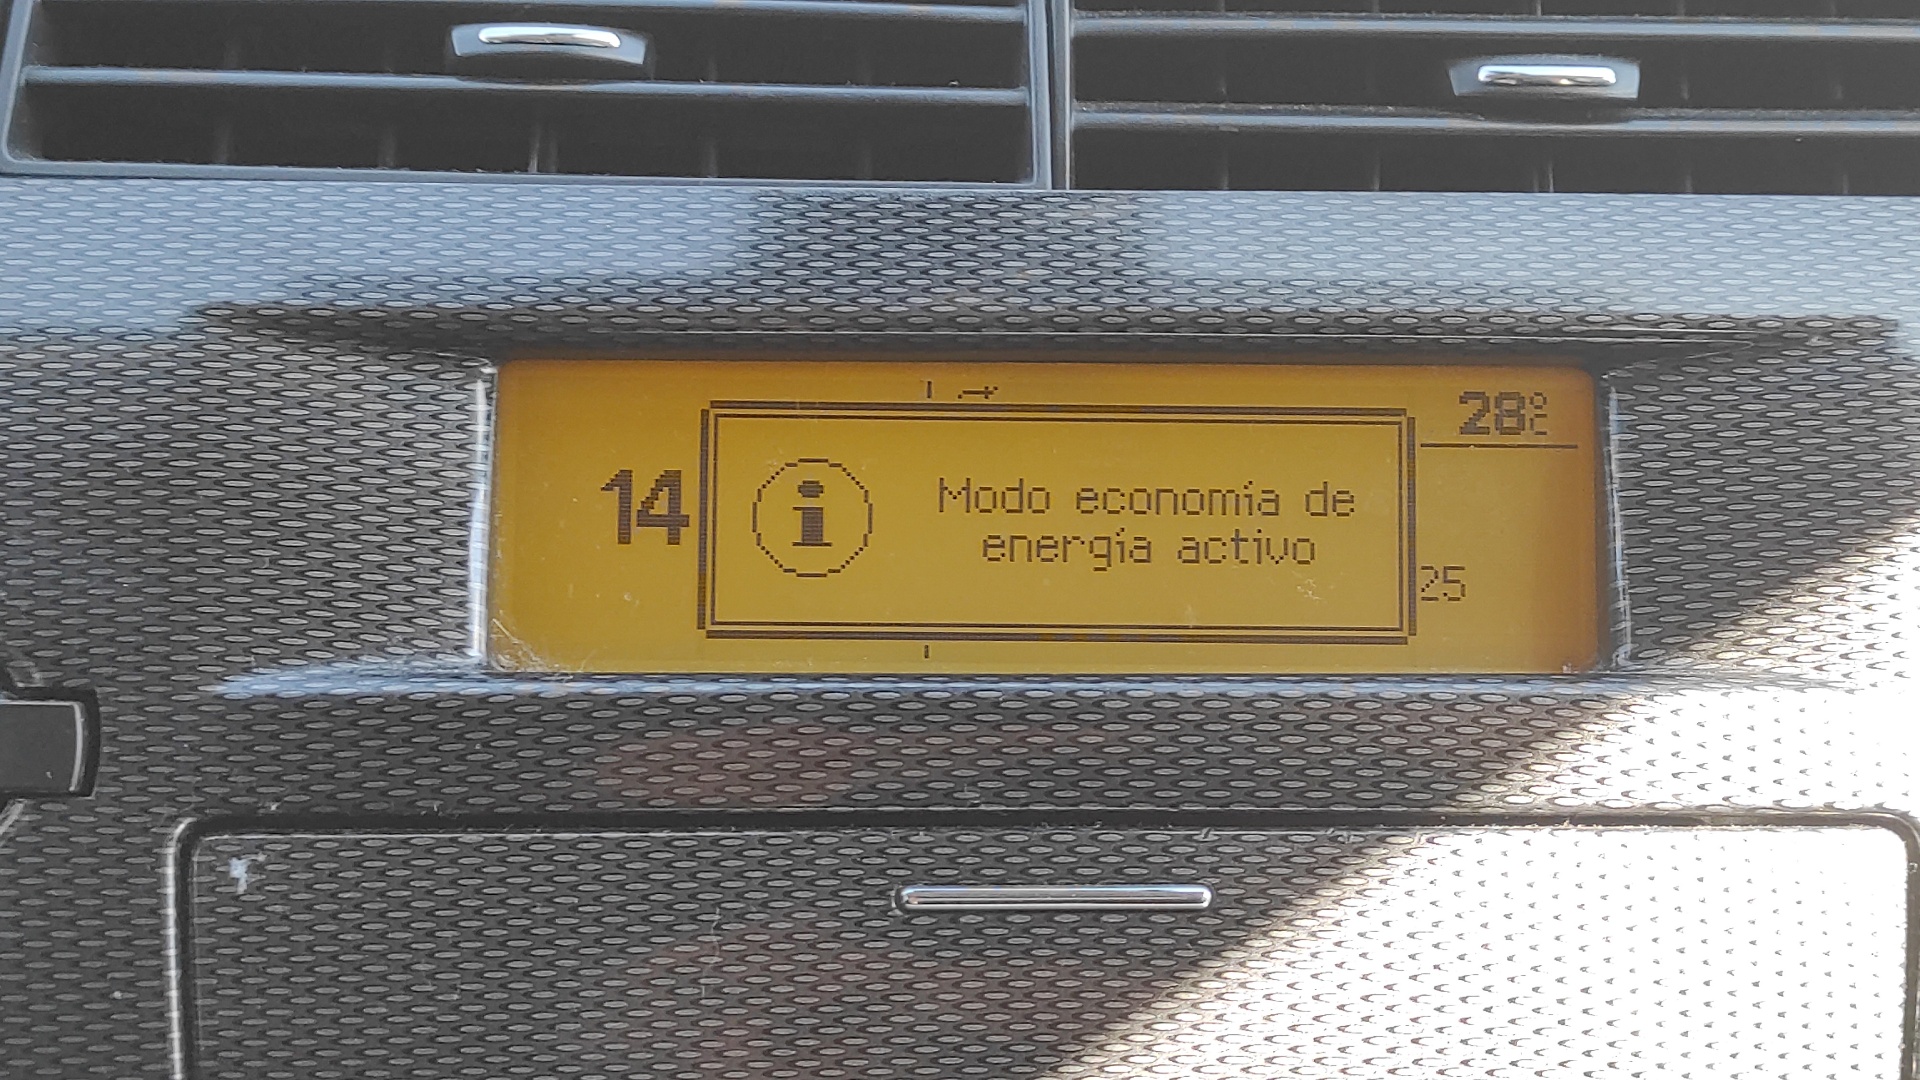 28°C
14
Modo economía de
energía activo
25